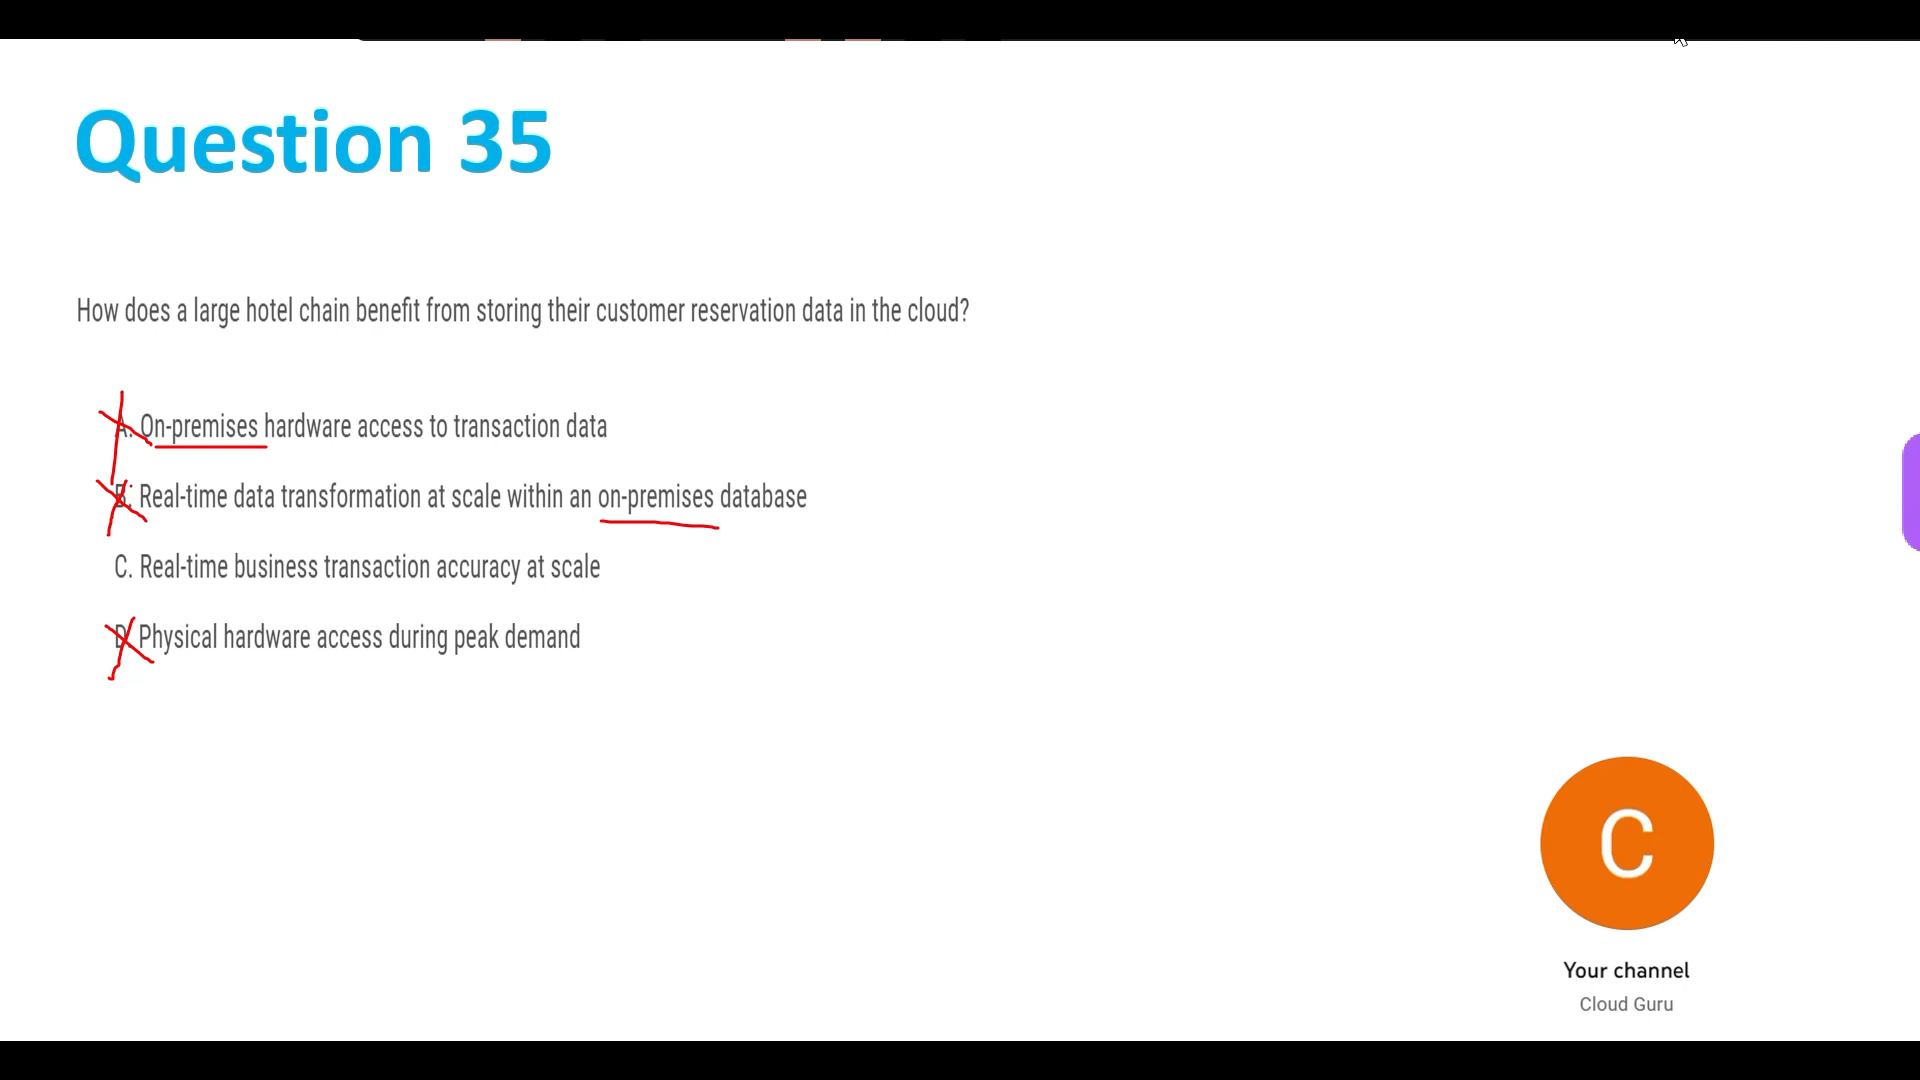 Question 35
How does a large hotel chain benefit from storing their customer reservation data in the cloud?
A. On-premises hardware access to transaction data
B. Real-time data transformation at scale within an on-premises database
C. Real-time business transaction accuracy at scale
D. Physical hardware access during peak demand
C
Your channel
Cloud Guru